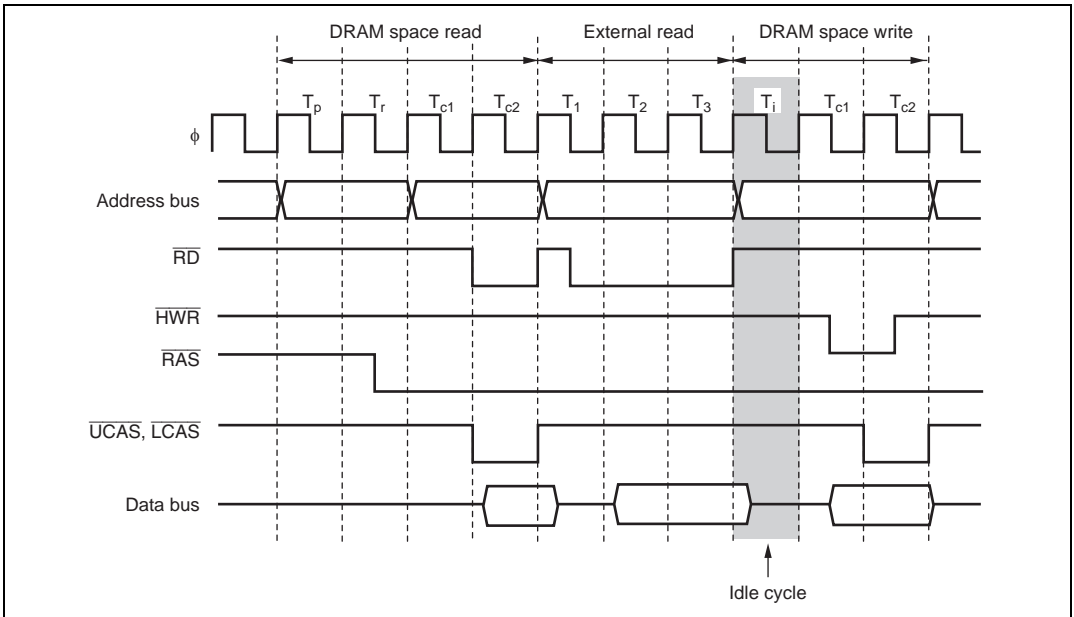 DRAM space read External read DRAM space write
Tp Tr Tc1 Tc2 T1 T2 T3 Ti Tc1 Tc2
ϕ
Address bus
RD
HWR
RAS
UCAS, LCAS
Data bus
Idle cycle